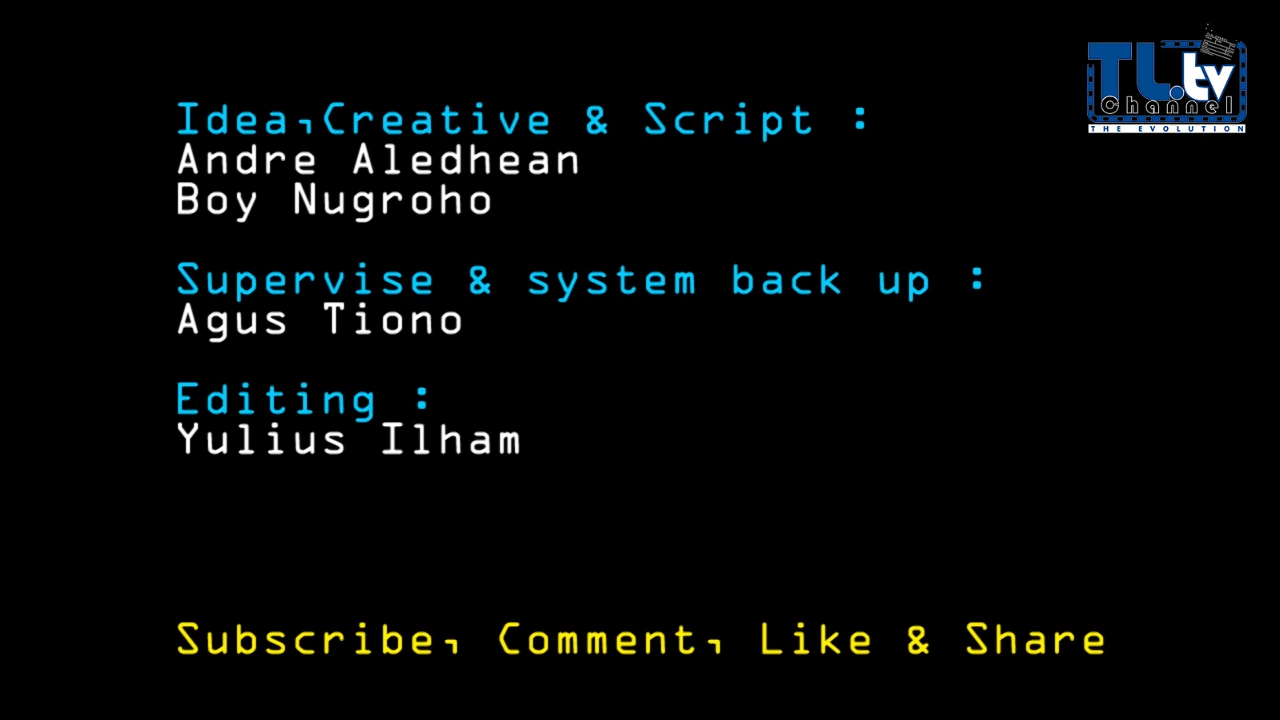 TL.tv
Channel
THE EVOLUTION
Idea,Creative & Script :
Andre Aledhean
Boy Nugroho
Supervise & system back up :
Agus Tiono
Editing :
Yulius Ilham
Subscribe, Comment, Like & Share